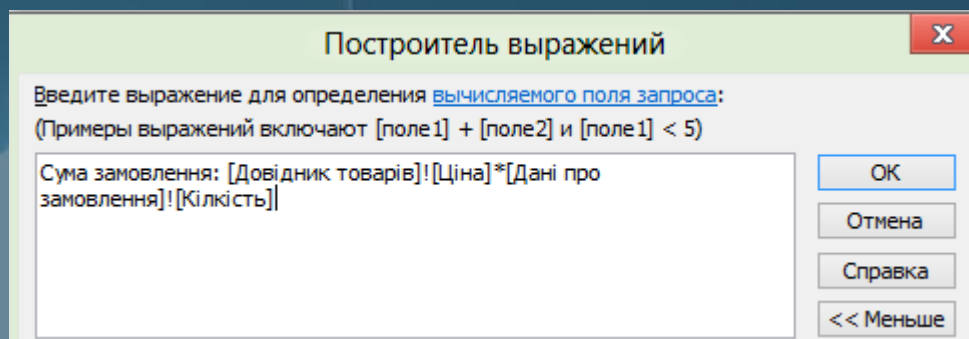 Построитель выражений
x
Введите выражение для определения вычисляемого поля запроса:
(Примеры выражений включают [поле1] + [поле2] и [поле1] < 5)
Сума замовлення: [Довідник товарів]![Ціна]*[Дані про
замовлення]![Кілкість]
ОК
Отмена
Справка
<< Меньше